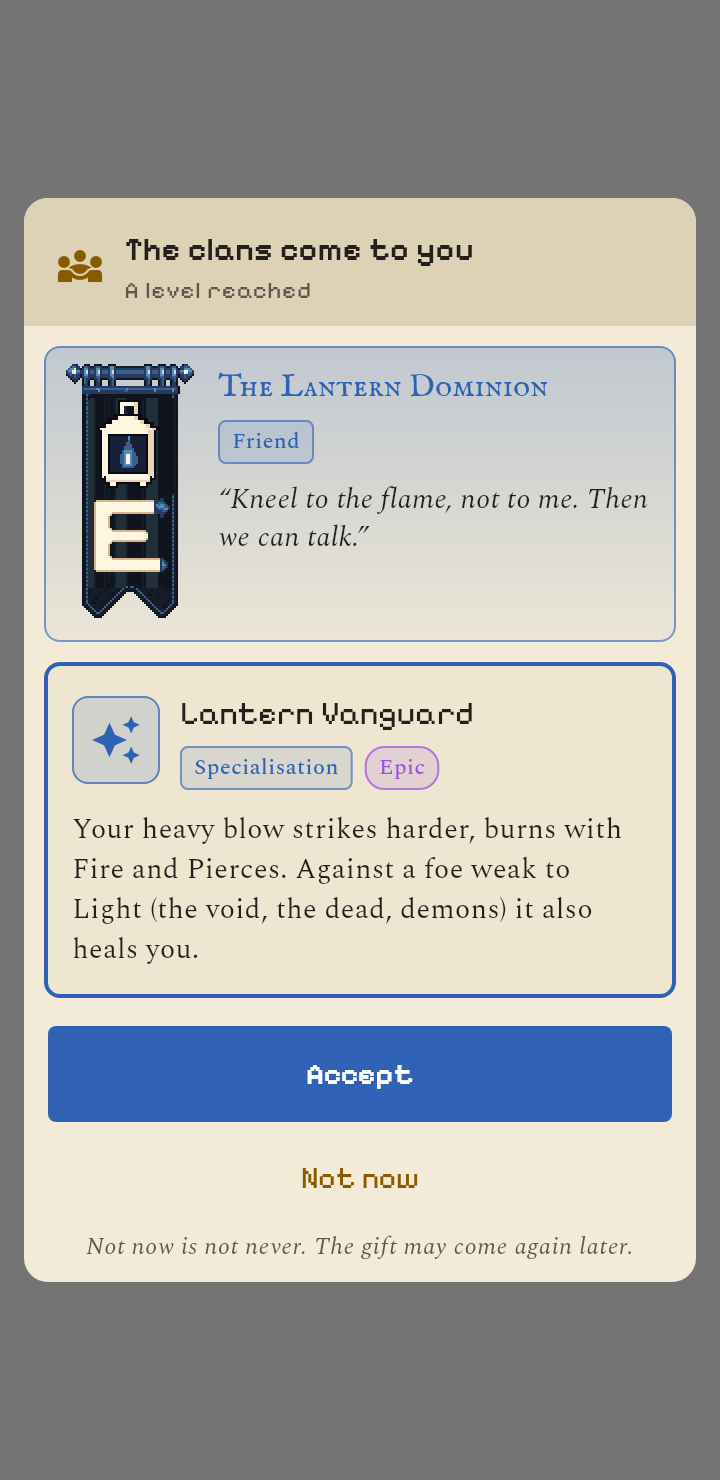 The clans come to you
A level reached
The Lantern Dominion
Friend
“Kneel to the flame, not to me. Then
we can talk.”
E
Lantern Vanguard
Specialisation
Epic
Your heavy blow strikes harder, burns with
Fire and Pierces. Against a foe weak to
Light (the void, the dead, demons) it also
heals you.
Accept
Not now
Not now is not never. The gift may come again later.